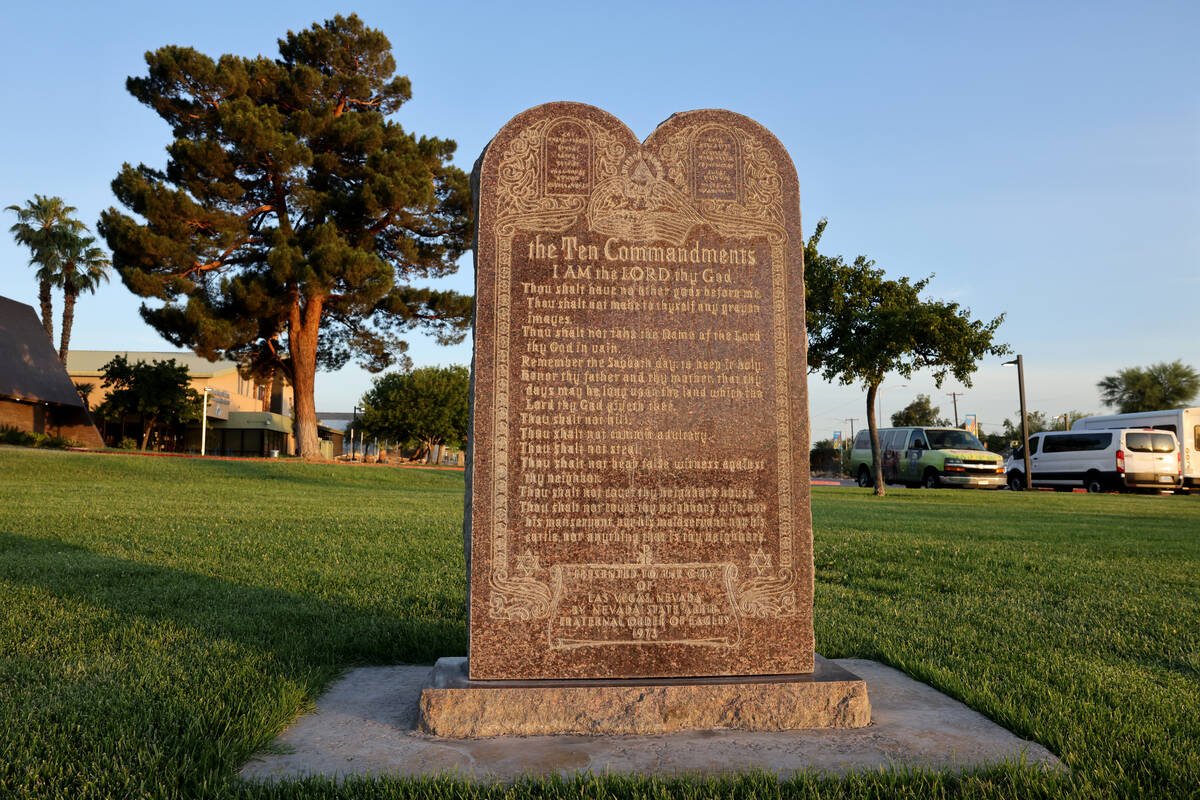 the Ten Commandments
I AM the LORD thy God
Thou shalt have no other gods before me.
Thou shalt not make to thyself any graven
images.
Thou shalt not take the Name of the Lord
thy God in vain.
Remember the Sabbath day, to keep it holy.
Honor thy father and thy mother, that thy
days may be long upon the land which the
Lord thy God giveth thee.
Thou shalt not kill.
Thou shalt not commit adultery.
Thou shalt not steal.
Thou shalt not bear false witness against
thy neighbor.
Thou shalt not covet thy neighbor's house.
Thou shalt not covet thy neighbor's wife, nor
his manservant, nor his maidservant, nor his
cattle, nor anything that is thy neighbor's.
PRESENTED TO THE CITY
OF
LAS VEGAS, NEVADA
BY NEVADA STATE AERIE
FRATERNAL ORDER OF EAGLES
1973